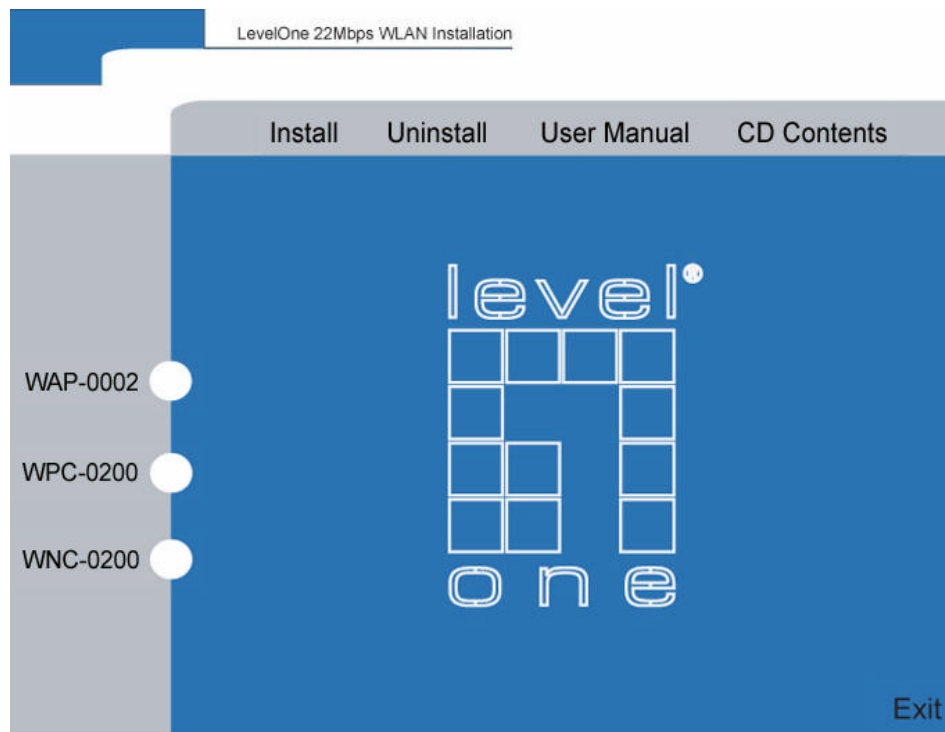 LevelOne 22Mbps WLAN Installation
Install Uninstall User Manual CD Contents
level®
WAP-0002
WPC-0200
WNC-0200
one
Exit